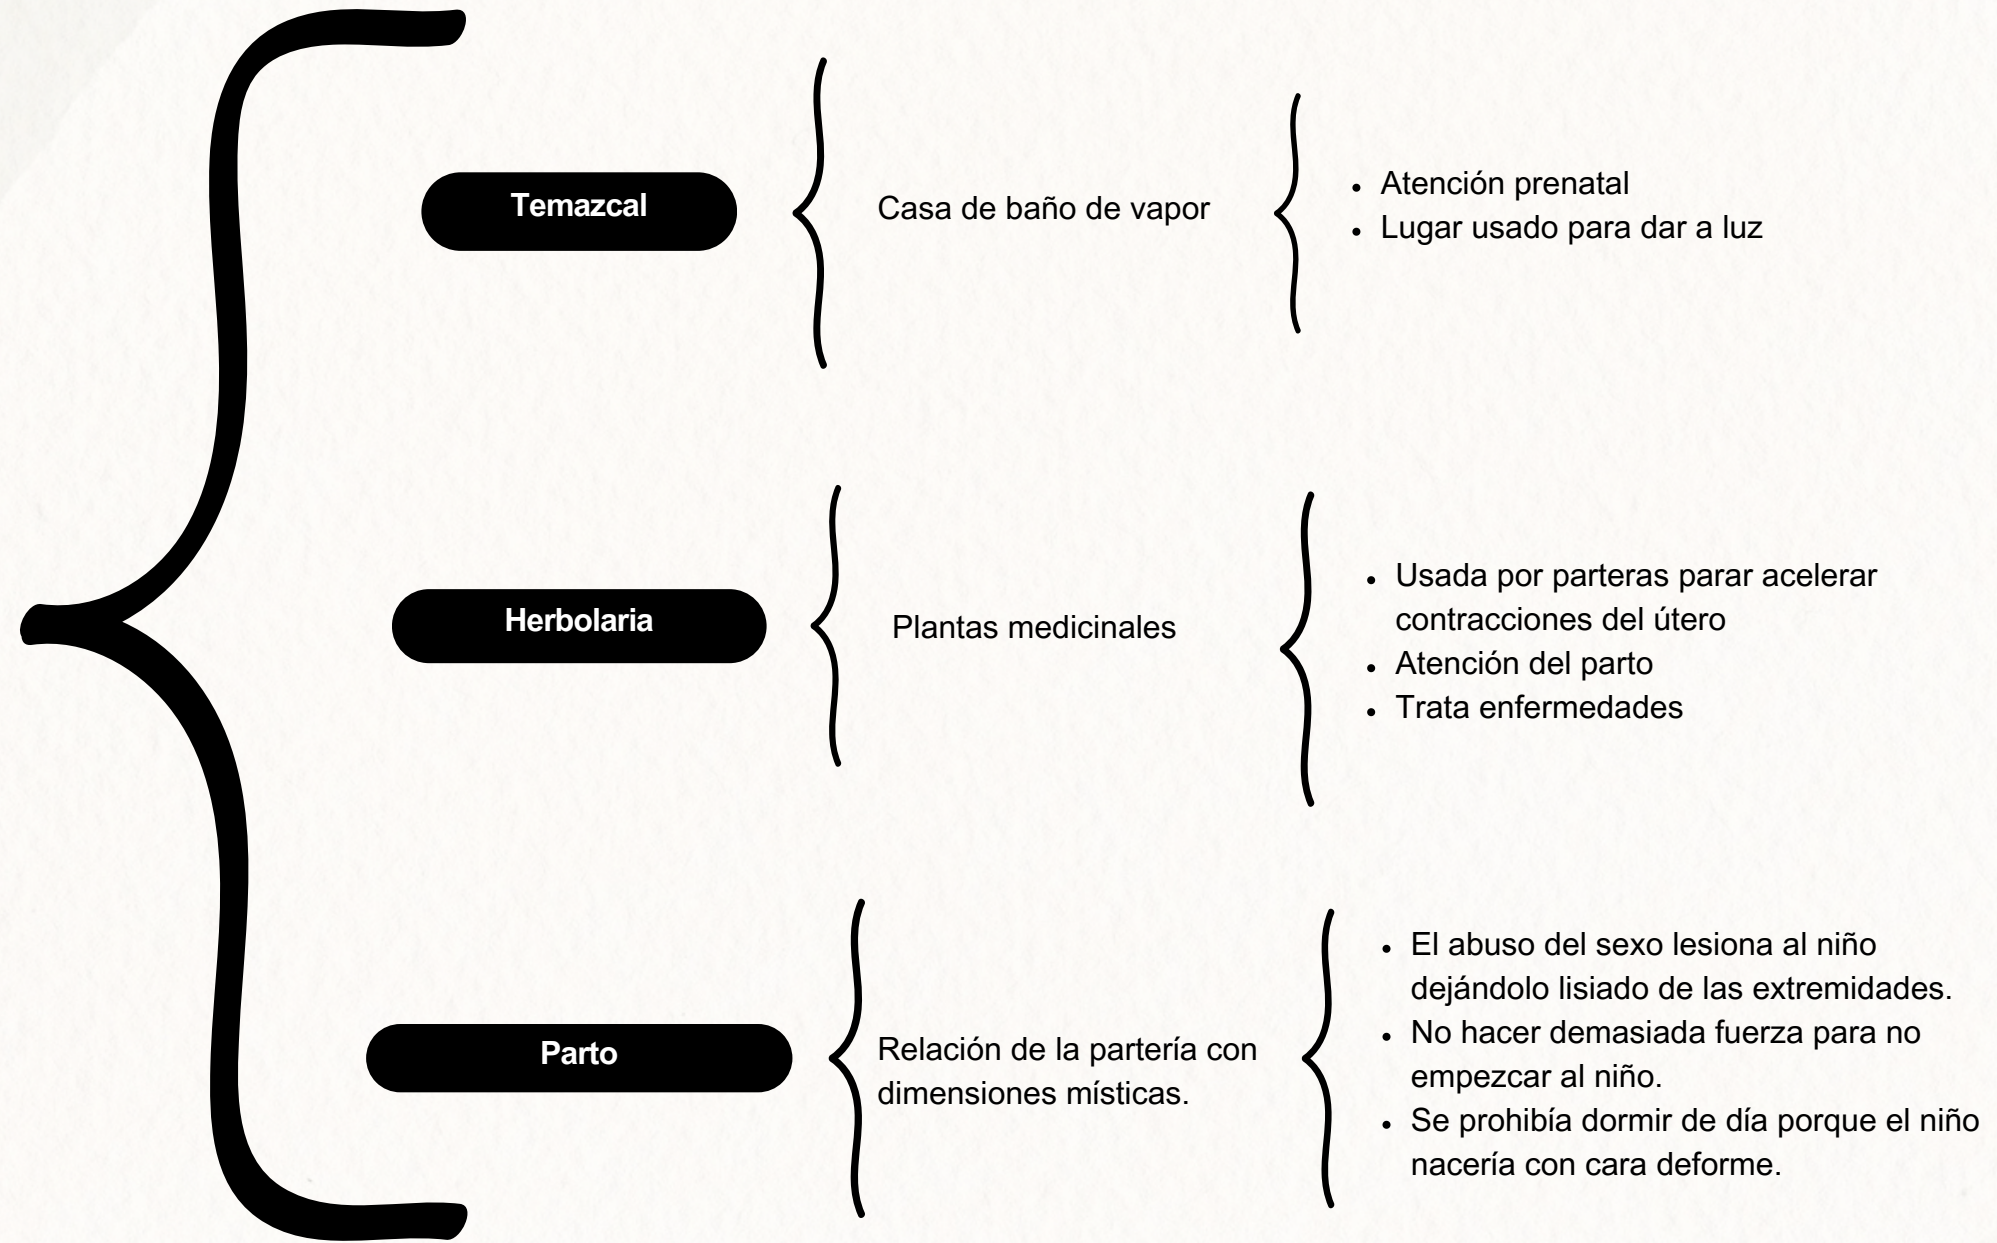 Temazcal
Casa de baño de vapor
• Atención prenatal
• Lugar usado para dar a luz
Herbolaria
Plantas medicinales
• Usada por parteras parar acelerar
contracciones del útero
• Atención del parto
• Trata enfermedades
Parto
Relación de la partería con
dimensiones místicas.
• El abuso del sexo lesiona al niño
dejándolo lisiado de las extremidades.
• No hacer demasiada fuerza para no
empezcar al niño.
• Se prohibía dormir de día porque el niño
nacería con cara deforme.